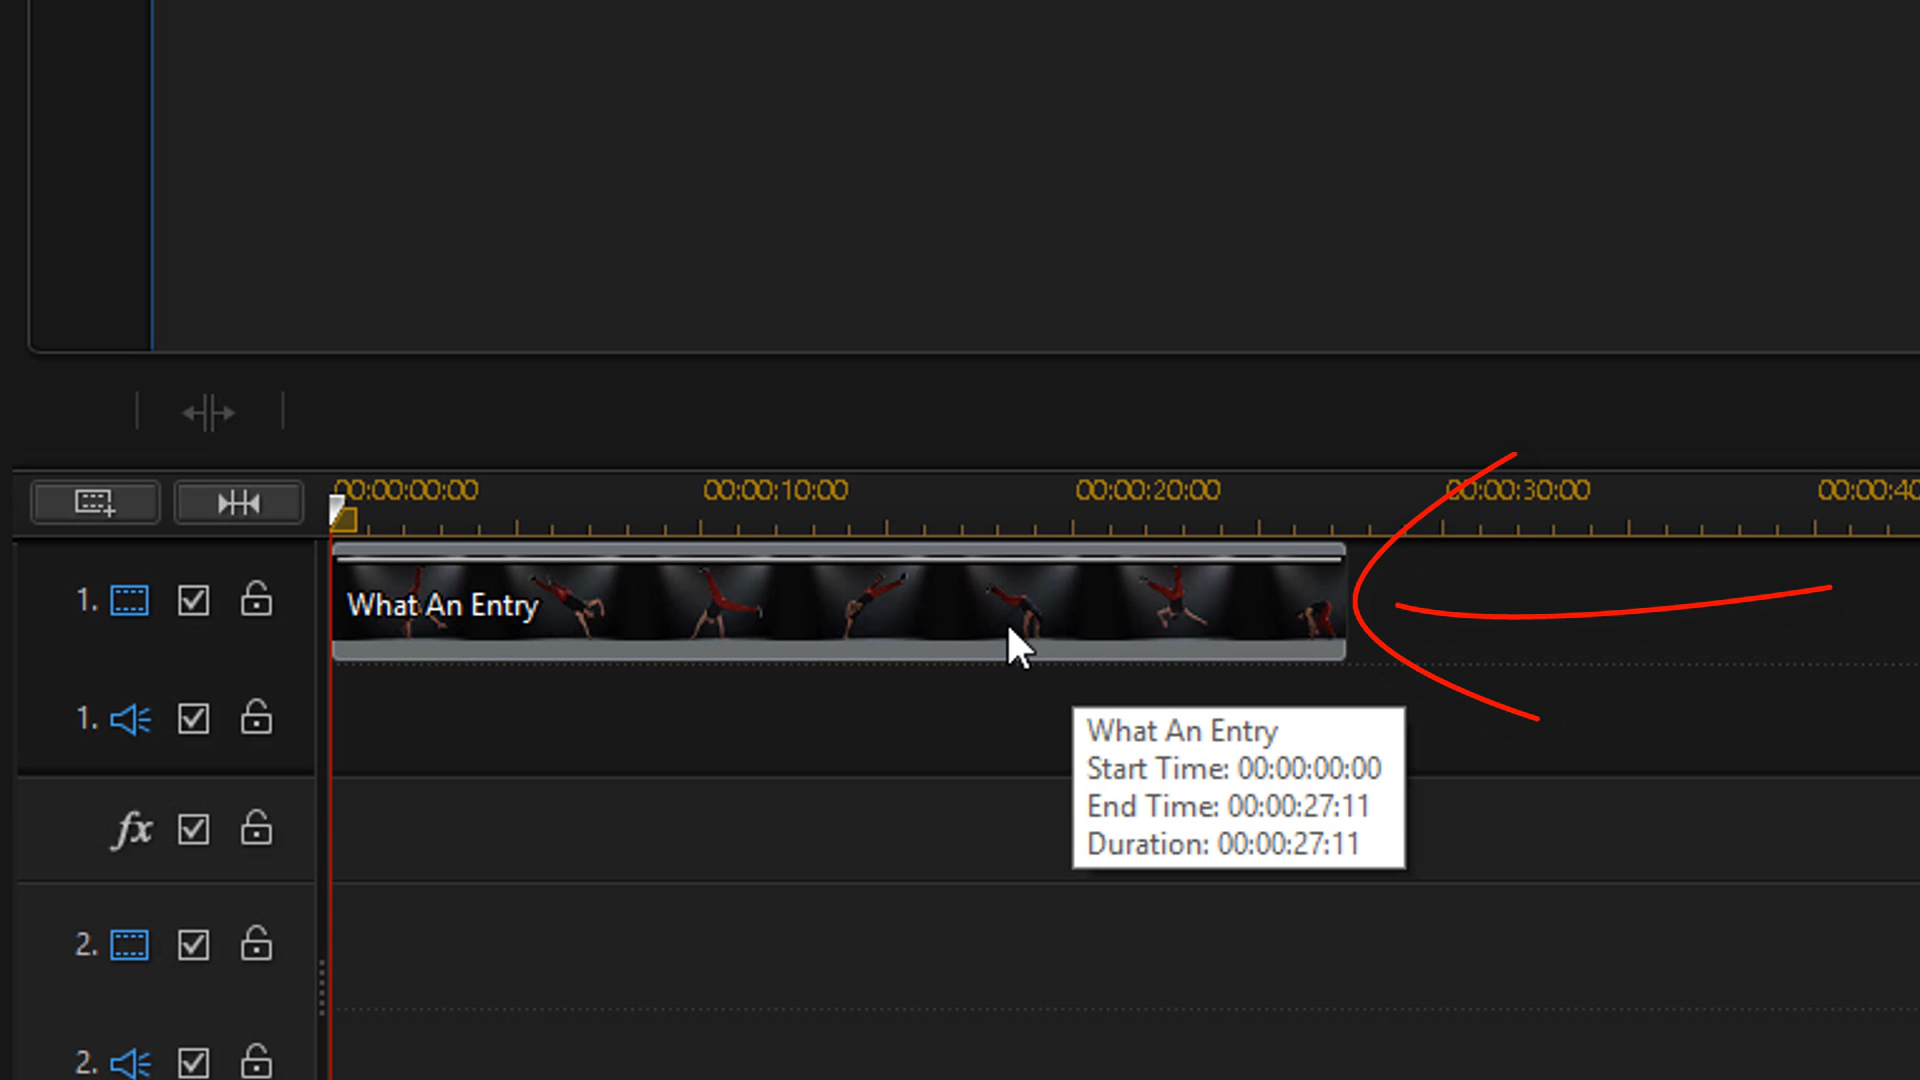 00:00:00:00 00:00:10:00 00:00:20:00 00:00:30:00 00:00:40
1.
What An Entry
1.
What An Entry
Start Time: 00:00:00:00
End Time: 00:00:27:11
Duration: 00:00:27:11
fx
2.
2.